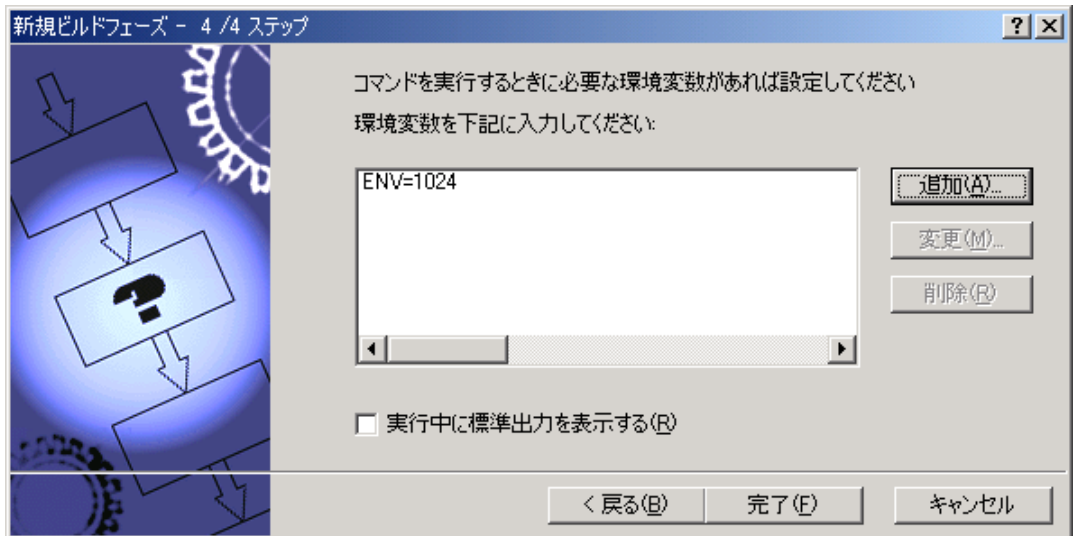 新規ビルドフェーズ - 4 /4 ステップ
コマンドを実行するときに必要な環境変数があれば設定してください
環境変数を下記に入力してください:
ENV=1024
追加(A)...
変更(M)...
削除(R)
実行中に標準出力を表示する(R)
< 戻る(B)
完了(F)
キャンセル